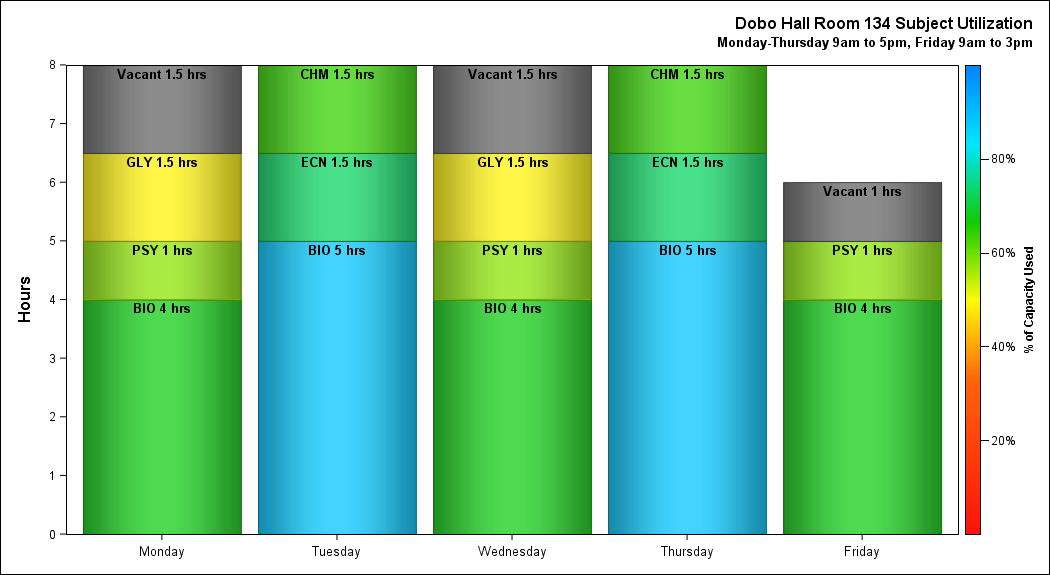 Dobo Hall Room 134 Subject Utilization
Monday-Thursday 9am to 5pm, Friday 9am to 3pm
Hours
8
7
6
5
4
3
2
1
0
Vacant 1.5 hrs
GLY 1.5 hrs
PSY 1 hrs
BIO 4 hrs
CHM 1.5 hrs
ECN 1.5 hrs
BIO 5 hrs
Vacant 1.5 hrs
GLY 1.5 hrs
PSY 1 hrs
BIO 4 hrs
CHM 1.5 hrs
ECN 1.5 hrs
BIO 5 hrs
Vacant 1 hrs
PSY 1 hrs
BIO 4 hrs
Monday
Tuesday
Wednesday
Thursday
Friday
80%
60%
40%
20%
% of Capacity Used